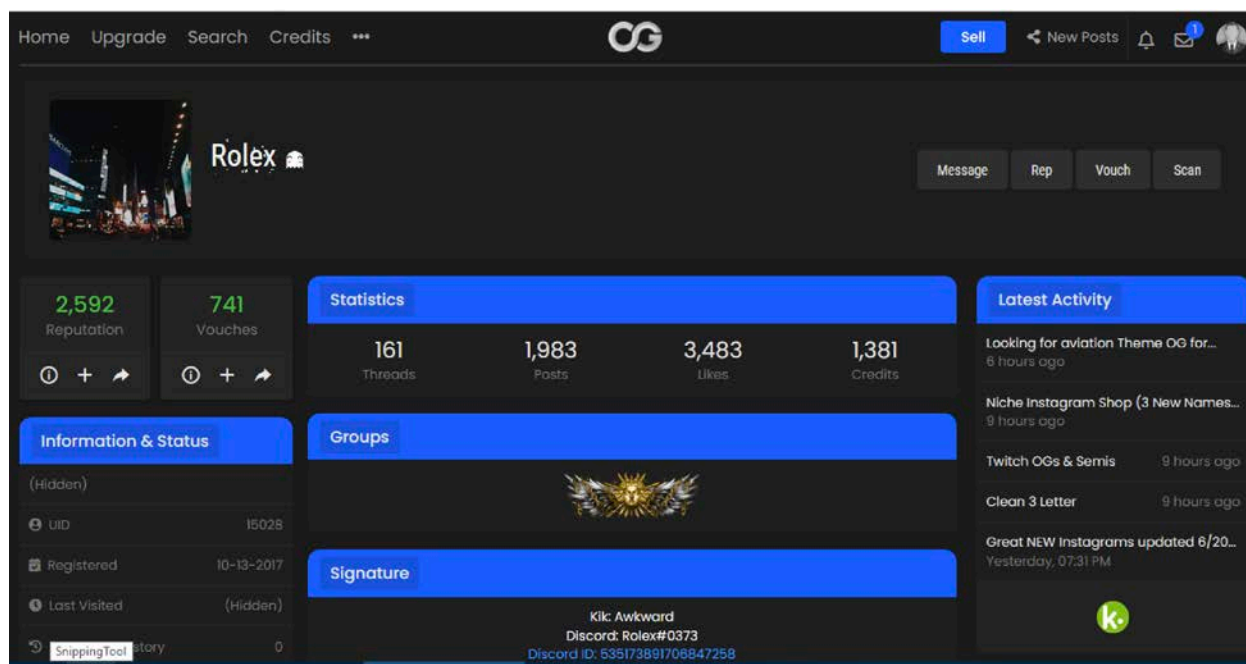 Home Upgrade Search Credits •••
OG
Sell
New Posts
1
Rolex
Message Rep Vouch Scan
2,592
Reputation
741
Vouches
Statistics
161
Threads
1,983
Posts
3,483
Likes
1,381
Credits
Latest Activity
Looking for aviation Theme OG for...
6 hours ago
Niche Instagram Shop (3 New Names...
9 hours ago
Twitch OGs & Semis 9 hours ago
Clean 3 Letter 9 hours ago
Great NEW Instagrams updated 6/20...
Yesterday, 07:31 PM
k.
Information & Status
(Hidden)
UID 15028
Registered 10-13-2017
Last Visited (Hidden)
story 0
SnippingTool
Groups
Signature
Kik: Awkward
Discord: Rolex#0373
Discord ID: 535173891706847258